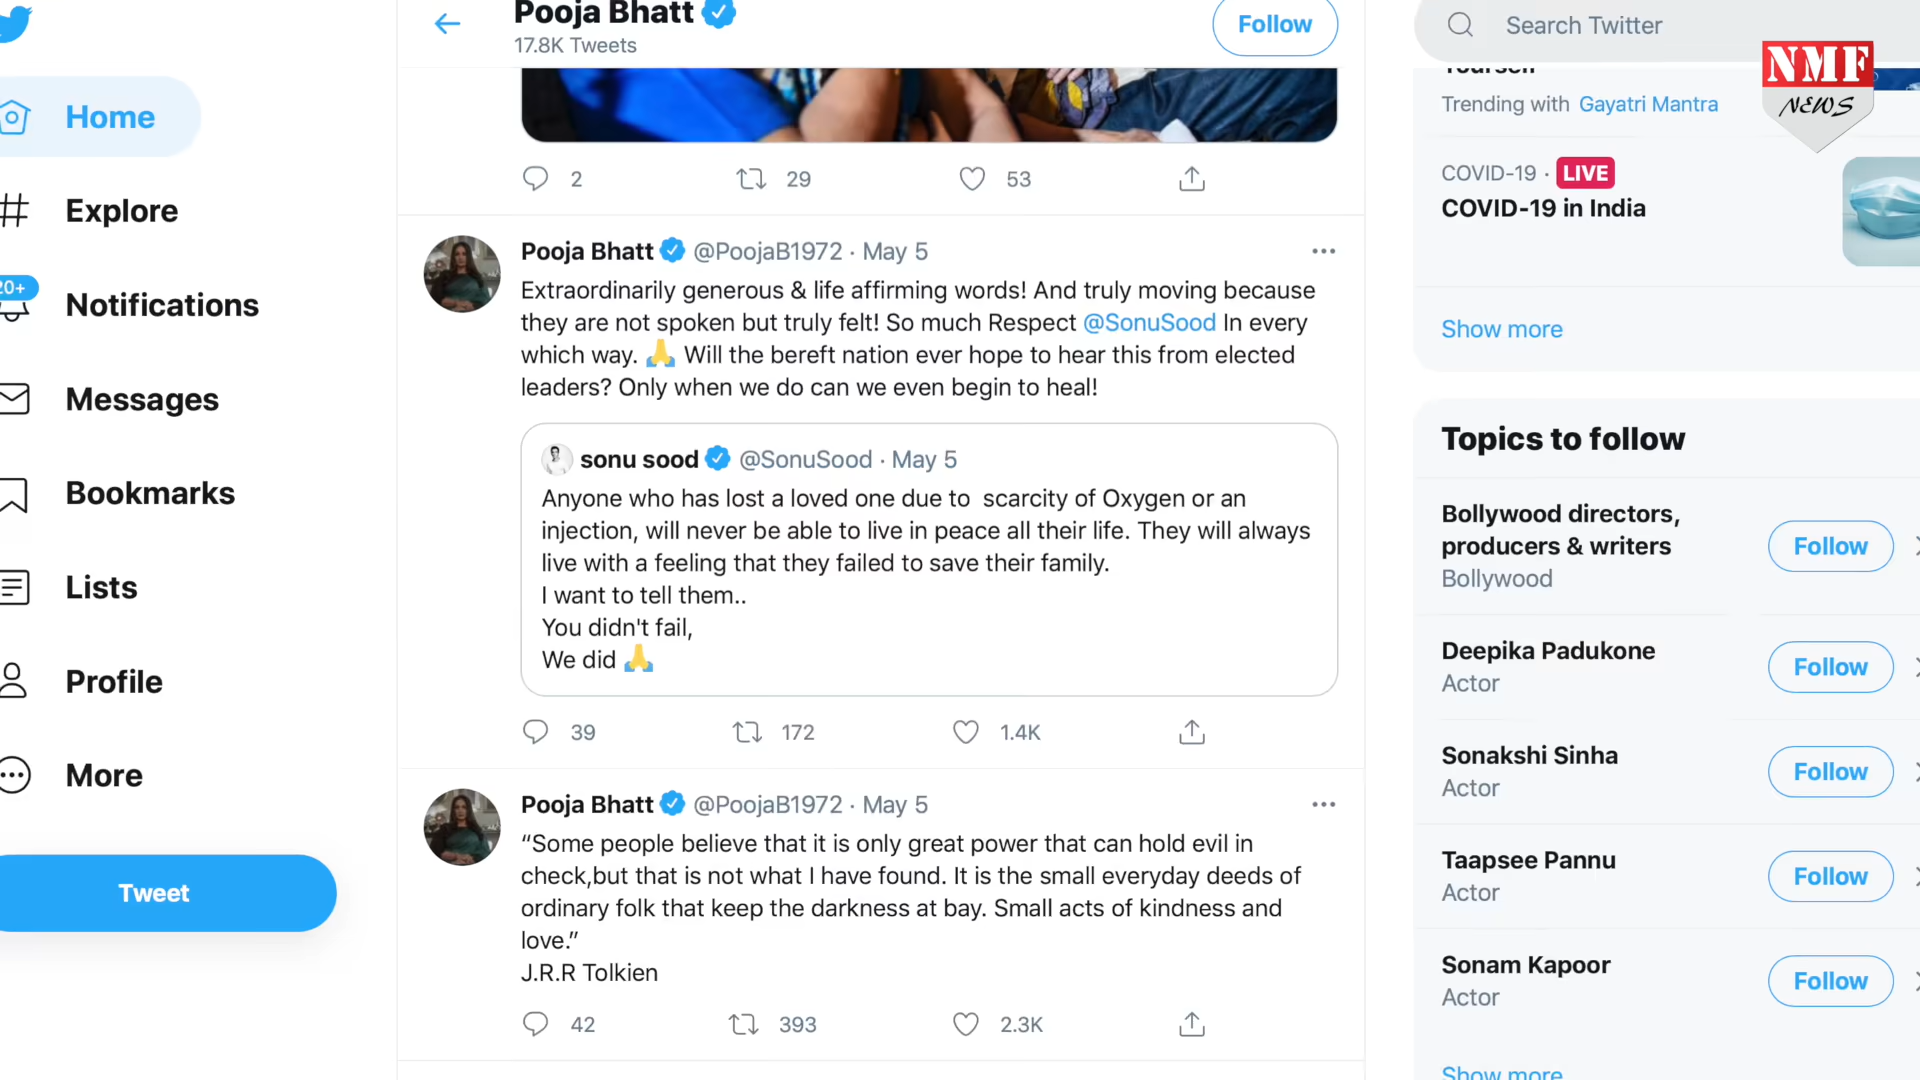 Pooja Bhatt
17.8K Tweets
Follow
Search Twitter
NMF
NEWS
Home
Explore
20+
Notifications
Messages
Bookmarks
Lists
Profile
More
Tweet
2 29 53
Pooja Bhatt @PoojaB1972 · May 5
Extraordinarily generous & life affirming words! And truly moving because
they are not spoken but truly felt! So much Respect @SonuSood In every
which way. 🙏 Will the bereft nation ever hope to hear this from elected
leaders? Only when we do can we even begin to heal!
sonu sood @SonuSood · May 5
Anyone who has lost a loved one due to scarcity of Oxygen or an
injection, will never be able to live in peace all their life. They will always
live with a feeling that they failed to save their family.
I want to tell them..
You didn't fail,
We did 🙏
39 172 1.4K
Pooja Bhatt @PoojaB1972 · May 5
“Some people believe that it is only great power that can hold evil in
check,but that is not what I have found. It is the small everyday deeds of
ordinary folk that keep the darkness at bay. Small acts of kindness and
love.”
J.R.R Tolkien
42 393 2.3K
Yourself
Trending with Gayatri Mantra
COVID-19 · LIVE
COVID-19 in India
Show more
Topics to follow
Bollywood directors,
producers & writers
Bollywood
Follow
Deepika Padukone
Actor
Follow
Sonakshi Sinha
Actor
Follow
Taapsee Pannu
Actor
Follow
Sonam Kapoor
Actor
Follow
Show more